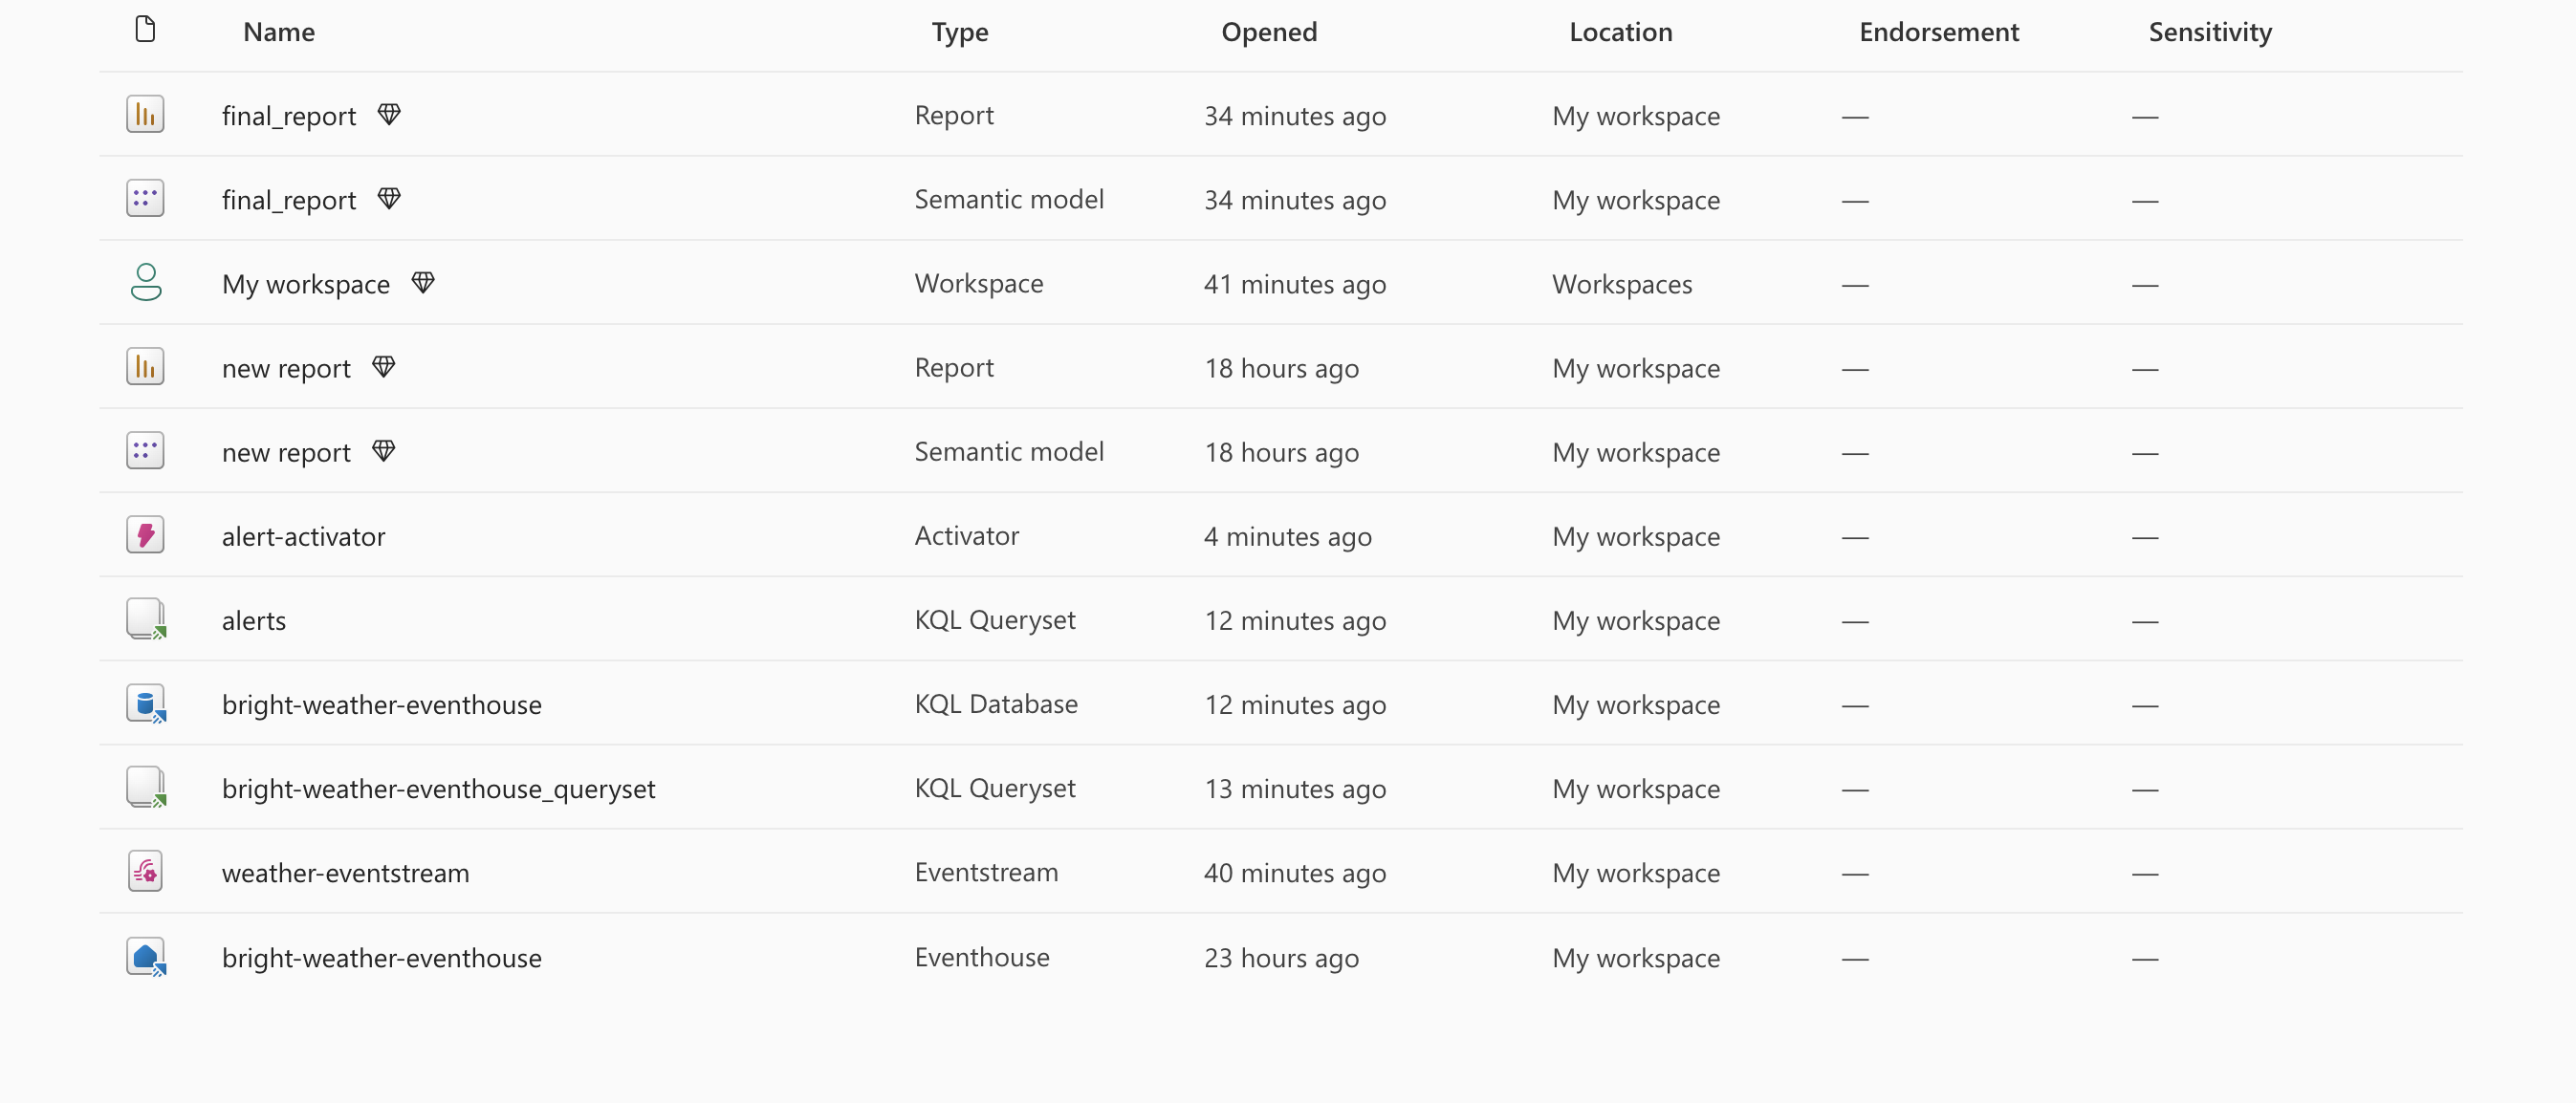 Name Type Opened Location Endorsement Sensitivity
final_report Report 34 minutes ago My workspace — —
final_report Semantic model 34 minutes ago My workspace — —
My workspace Workspace 41 minutes ago Workspaces — —
new report Report 18 hours ago My workspace — —
new report Semantic model 18 hours ago My workspace — —
alert-activator Activator 4 minutes ago My workspace — —
alerts KQL Queryset 12 minutes ago My workspace — —
bright-weather-eventhouse KQL Database 12 minutes ago My workspace — —
bright-weather-eventhouse_queryset KQL Queryset 13 minutes ago My workspace — —
weather-eventstream Eventstream 40 minutes ago My workspace — —
bright-weather-eventhouse Eventhouse 23 hours ago My workspace — —